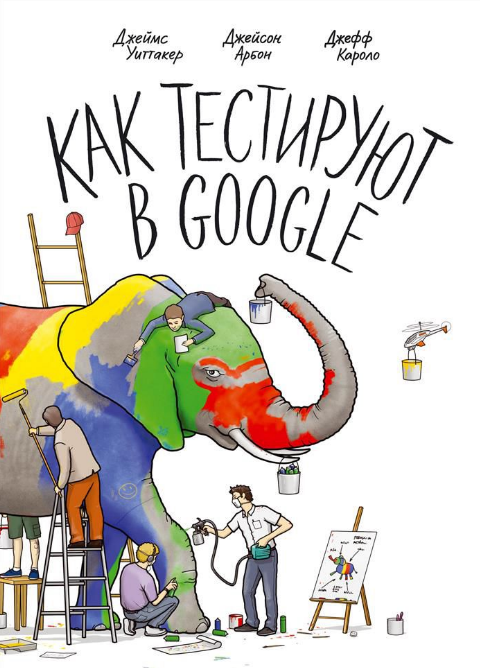 Джеймс
Уиттакер
Джейсон
Арбон
Джефф
Кароло
КАК ТЕСТИРУЮТ
В GOOGLE